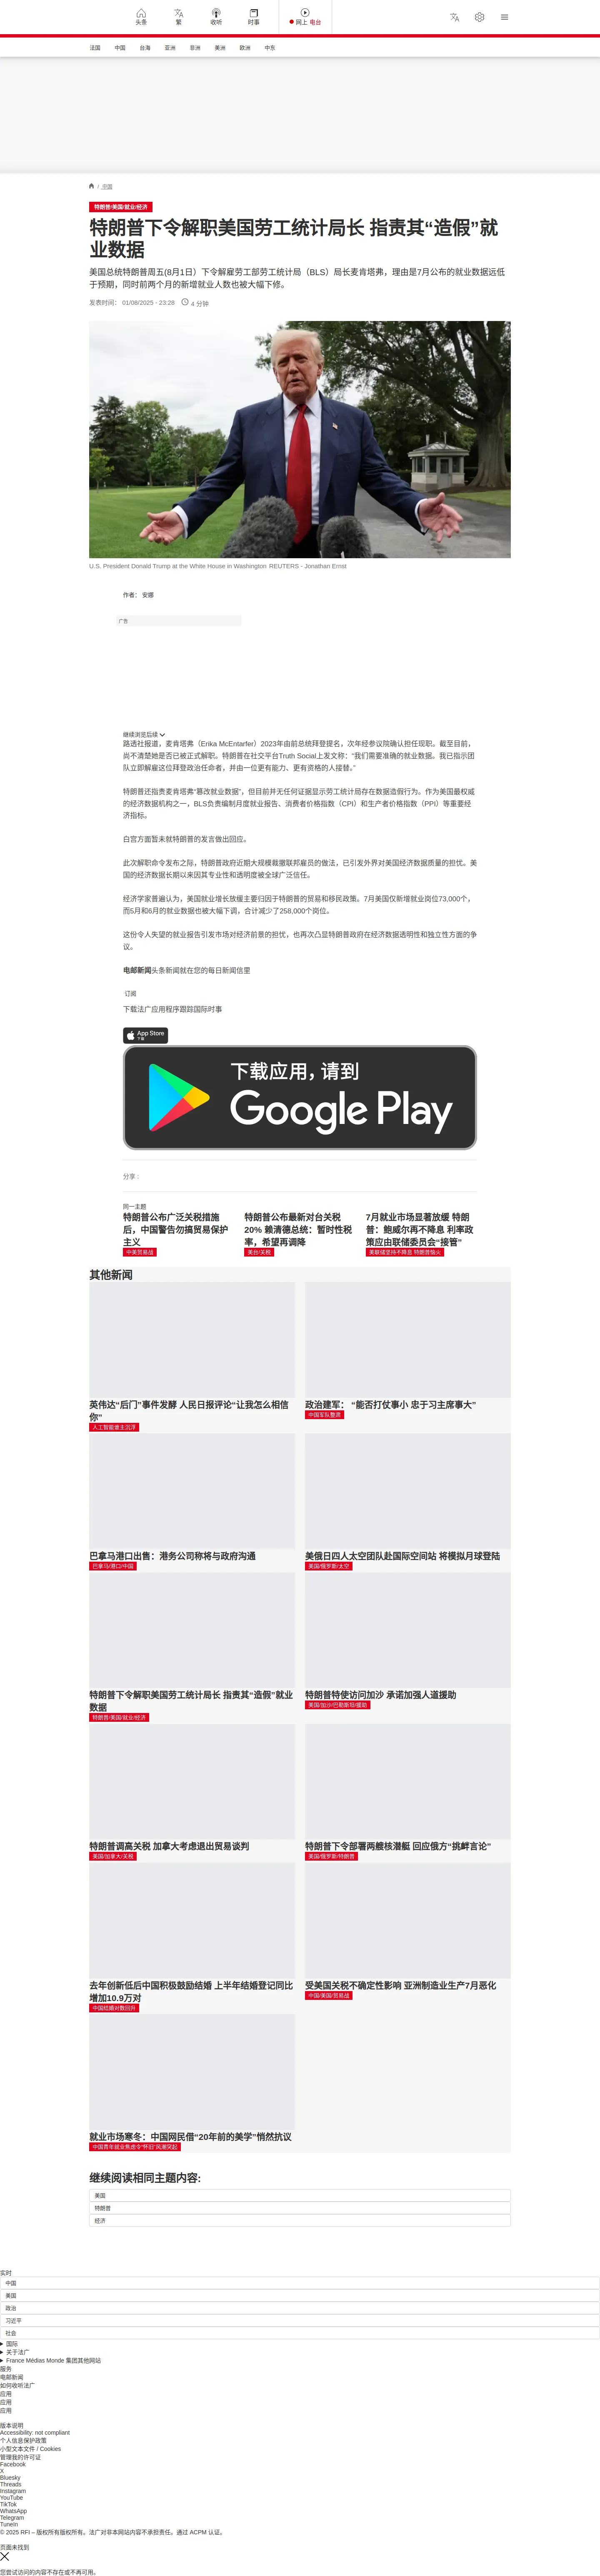 头条
繁
收听
时事
网上 电台
法国
中国
台海
亚洲
非洲
美洲
欧洲
中东
/ 中国
特朗普/美国/就业/经济
特朗普下令解职美国劳工统计局长 指责其“造假”就
业数据
美国总统特朗普周五(8月1日）下令解雇劳工部劳工统计局（BLS）局长麦肯塔弗，理由是7月公布的就业数据远低
于预期，同时前两个月的新增就业人数也被大幅下修。
发表时间： 01/08/2025 - 23:28 4 分钟
U.S. President Donald Trump at the White House in Washington REUTERS - Jonathan Ernst
作者： 安娜
广告
继续浏览后续
路透社报道，麦肯塔弗（Erika McEntarfer）2023年由前总统拜登提名，次年经参议院确认担任现职。截至目前，
尚不清楚她是否已被正式解职。特朗普在社交平台Truth Social上发文称：“我们需要准确的就业数据。我已指示团
队立即解雇这位拜登政治任命者，并由一位更有能力、更有资格的人接替。”
特朗普还指责麦肯塔弗“篡改就业数据”，但目前并无任何证据显示劳工统计局存在数据造假行为。作为美国最权威
的经济数据机构之一，BLS负责编制月度就业报告、消费者价格指数（CPI）和生产者价格指数（PPI）等重要经
济指标。
白宫方面暂未就特朗普的发言做出回应。
此次解职命令发布之际，特朗普政府近期大规模裁撤联邦雇员的做法，已引发外界对美国经济数据质量的担忧。美
国的经济数据长期以来因其专业性和透明度被全球广泛信任。
经济学家普遍认为，美国就业增长放缓主要归因于特朗普的贸易和移民政策。7月美国仅新增就业岗位73,000个，
而5月和6月的就业数据也被大幅下调，合计减少了258,000个岗位。
这份令人失望的就业报告引发市场对经济前景的担忧，也再次凸显特朗普政府在经济数据透明性和独立性方面的争
议。
电邮新闻头条新闻就在您的每日新闻信里
订阅
下载法广应用程序跟踪国际时事
App Store
下载
下载应用，请到
Google Play
分享 :
同一主题
特朗普公布广泛关税措施
后，中国警告勿搞贸易保护
主义
中美贸易战
特朗普公布最新对台关税
20% 赖清德总统：暂时性税
率，希望再调降
美台/关税
7月就业市场显著放缓 特朗
普：鲍威尔再不降息 利率政
策应由联储委员会“接管”
美联储坚持不降息 特朗普恼火
其他新闻
英伟达“后门”事件发酵 人民日报评论“让我怎么相信
你”
人工智能谁主沉浮
政治建军： “能否打仗事小 忠于习主席事大”
中国军队整肃
巴拿马港口出售：港务公司称将与政府沟通
巴拿马/港口/中国
美俄日四人太空团队赴国际空间站 将模拟月球登陆
美国/俄罗斯/太空
特朗普下令解职美国劳工统计局长 指责其“造假”就业
数据
特朗普/美国/就业/经济
特朗普特使访问加沙 承诺加强人道援助
美国/加沙/巴勒斯坦/援助
特朗普调高关税 加拿大考虑退出贸易谈判
美国/加拿大/关税
特朗普下令部署两艘核潜艇 回应俄方“挑衅言论”
美国/俄罗斯/特朗普
去年创新低后中国积极鼓励结婚 上半年结婚登记同比
增加10.9万对
中国结婚对数回升
受美国关税不确定性影响 亚洲制造业生产7月恶化
中国/美国/贸易战
就业市场寒冬：中国网民借“20年前的美学”悄然抗议
中国青年就业焦虑令“怀旧”风潮突起
继续阅读相同主题内容:
美国
特朗普
经济
实时
中国
美国
政治
习近平
社会
国际
关于法广
France Médias Monde 集团其他网站
服务
电邮新闻
如何收听法广
应用
应用
应用
版本说明
Accessibility: not compliant
个人信息保护政策
小型文本文件 / Cookies
管理我的许可证
Facebook
X
Bluesky
Threads
Instagram
YouTube
TikTok
WhatsApp
Telegram
TuneIn
© 2025 RFI – 版权所有版权所有。法广对非本网站内容不承担责任。通过 ACPM 认证。
页面未找到
您尝试访问的内容不存在或不再可用。